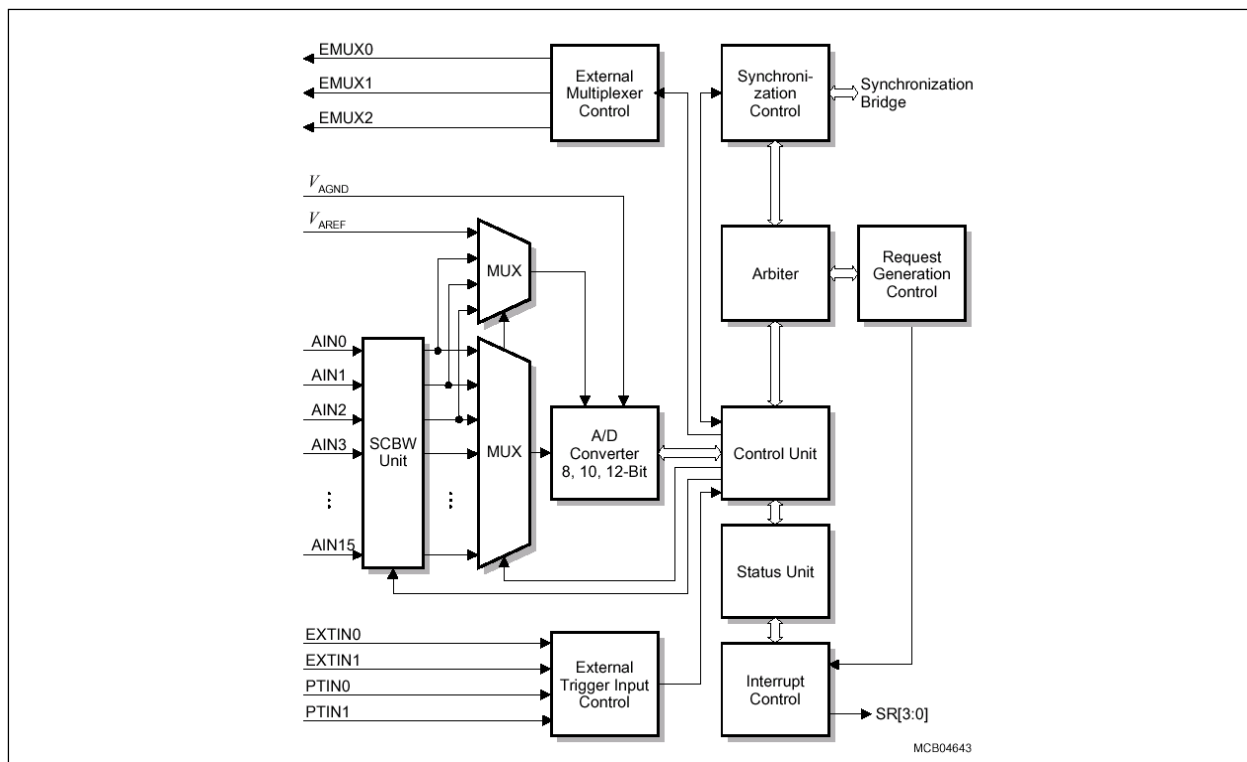 EMUX0
EMUX1
EMUX2
External
Multiplexer
Control
Synchroni-
zation
Control
Synchronization
Bridge
VAGND
VAREF
MUX
Arbiter
Request
Generation
Control
AIN0
AIN1
AIN2
AIN3
AIN15
SCBW
Unit
MUX
A/D
Converter
8, 10, 12-Bit
Control Unit
Status Unit
EXTIN0
EXTIN1
PTIN0
PTIN1
External
Trigger Input
Control
Interrupt
Control
SR[3:0]
MCB04643